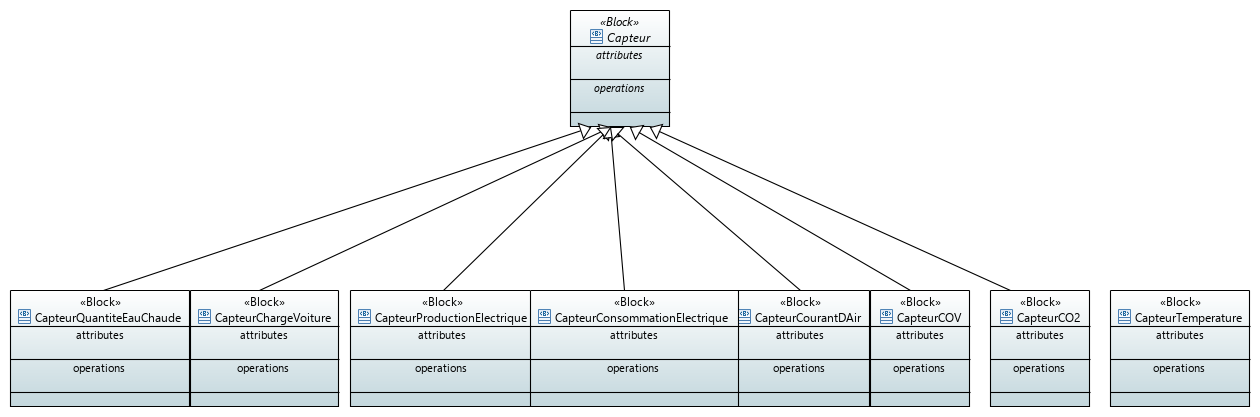 «Block»
Capteur
attributes
operations
«Block»
CapteurQuantiteEauChaude
attributes
operations
«Block»
CapteurChargeVoiture
attributes
operations
«Block»
CapteurProductionElectrique
attributes
operations
«Block»
CapteurConsommationElectrique
attributes
operations
«Block»
CapteurCourantDAir
attributes
operations
«Block»
CapteurCOV
attributes
operations
«Block»
CapteurCO2
attributes
operations
«Block»
CapteurTemperature
attributes
operations